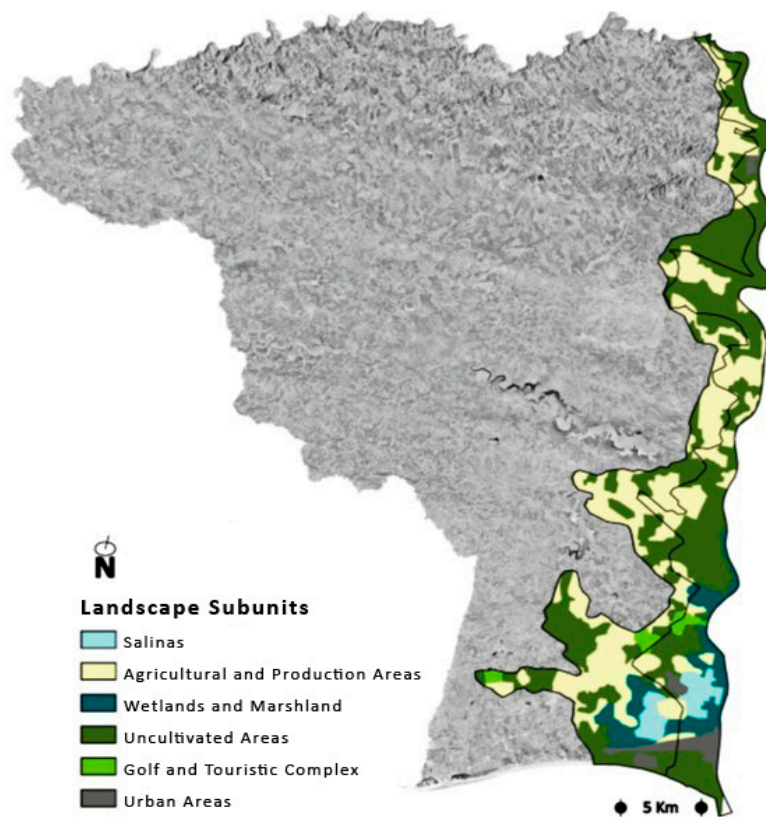 N
Landscape Subunits
Salinas
Agricultural and Production Areas
Wetlands and Marshland
Uncultivated Areas
Golf and Touristic Complex
Urban Areas
5 Km